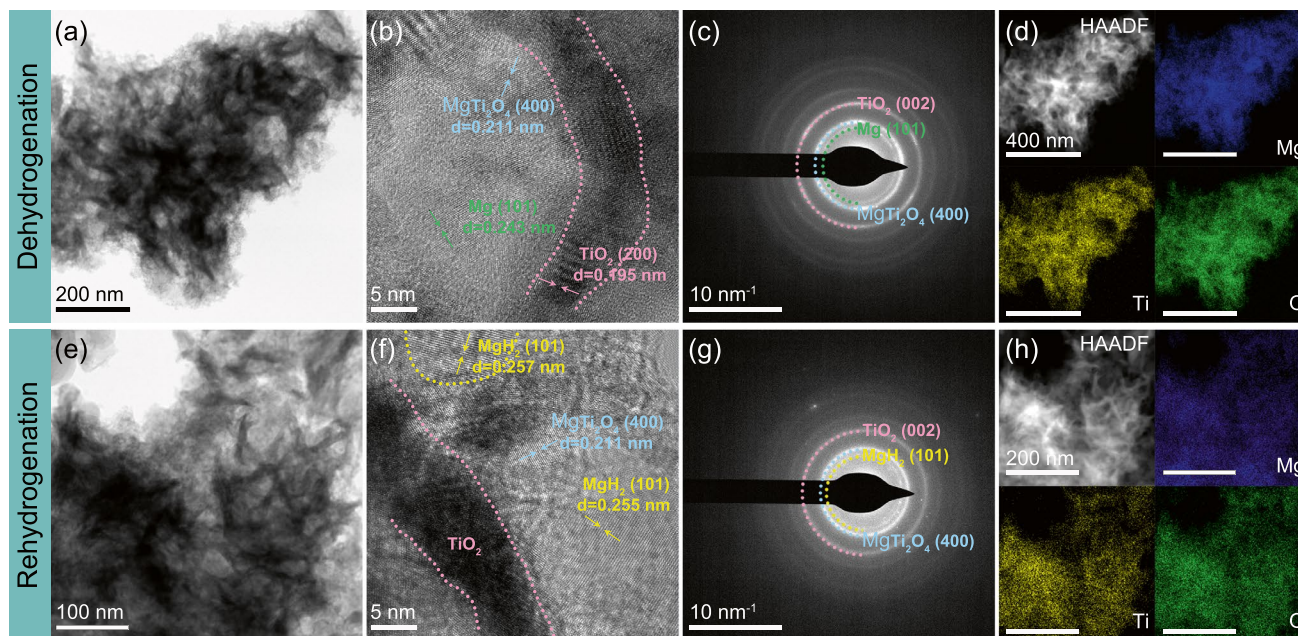 Dehydrogenation
(a)
200 nm
(b)
MgTi₂O₄ (400)
d=0.211 nm
Mg (101)
d=0.243 nm
TiO₂ (200)
d=0.195 nm
5 nm
(c)
TiO₂ (002)
Mg (101)
MgTi₂O₄ (400)
10 nm⁻¹
(d)
HAADF
400 nm
Mg
Ti
Rehydrogenation
(e)
100 nm
(f)
MgH₂ (101)
d=0.257 nm
MgTi₂O₄ (400)
d=0.211 nm
MgH₂ (101)
d=0.255 nm
TiO₂
5 nm
(g)
TiO₂ (002)
MgH₂ (101)
MgTi₂O₄ (400)
10 nm⁻¹
(h)
HAADF
200 nm
Mg
Ti